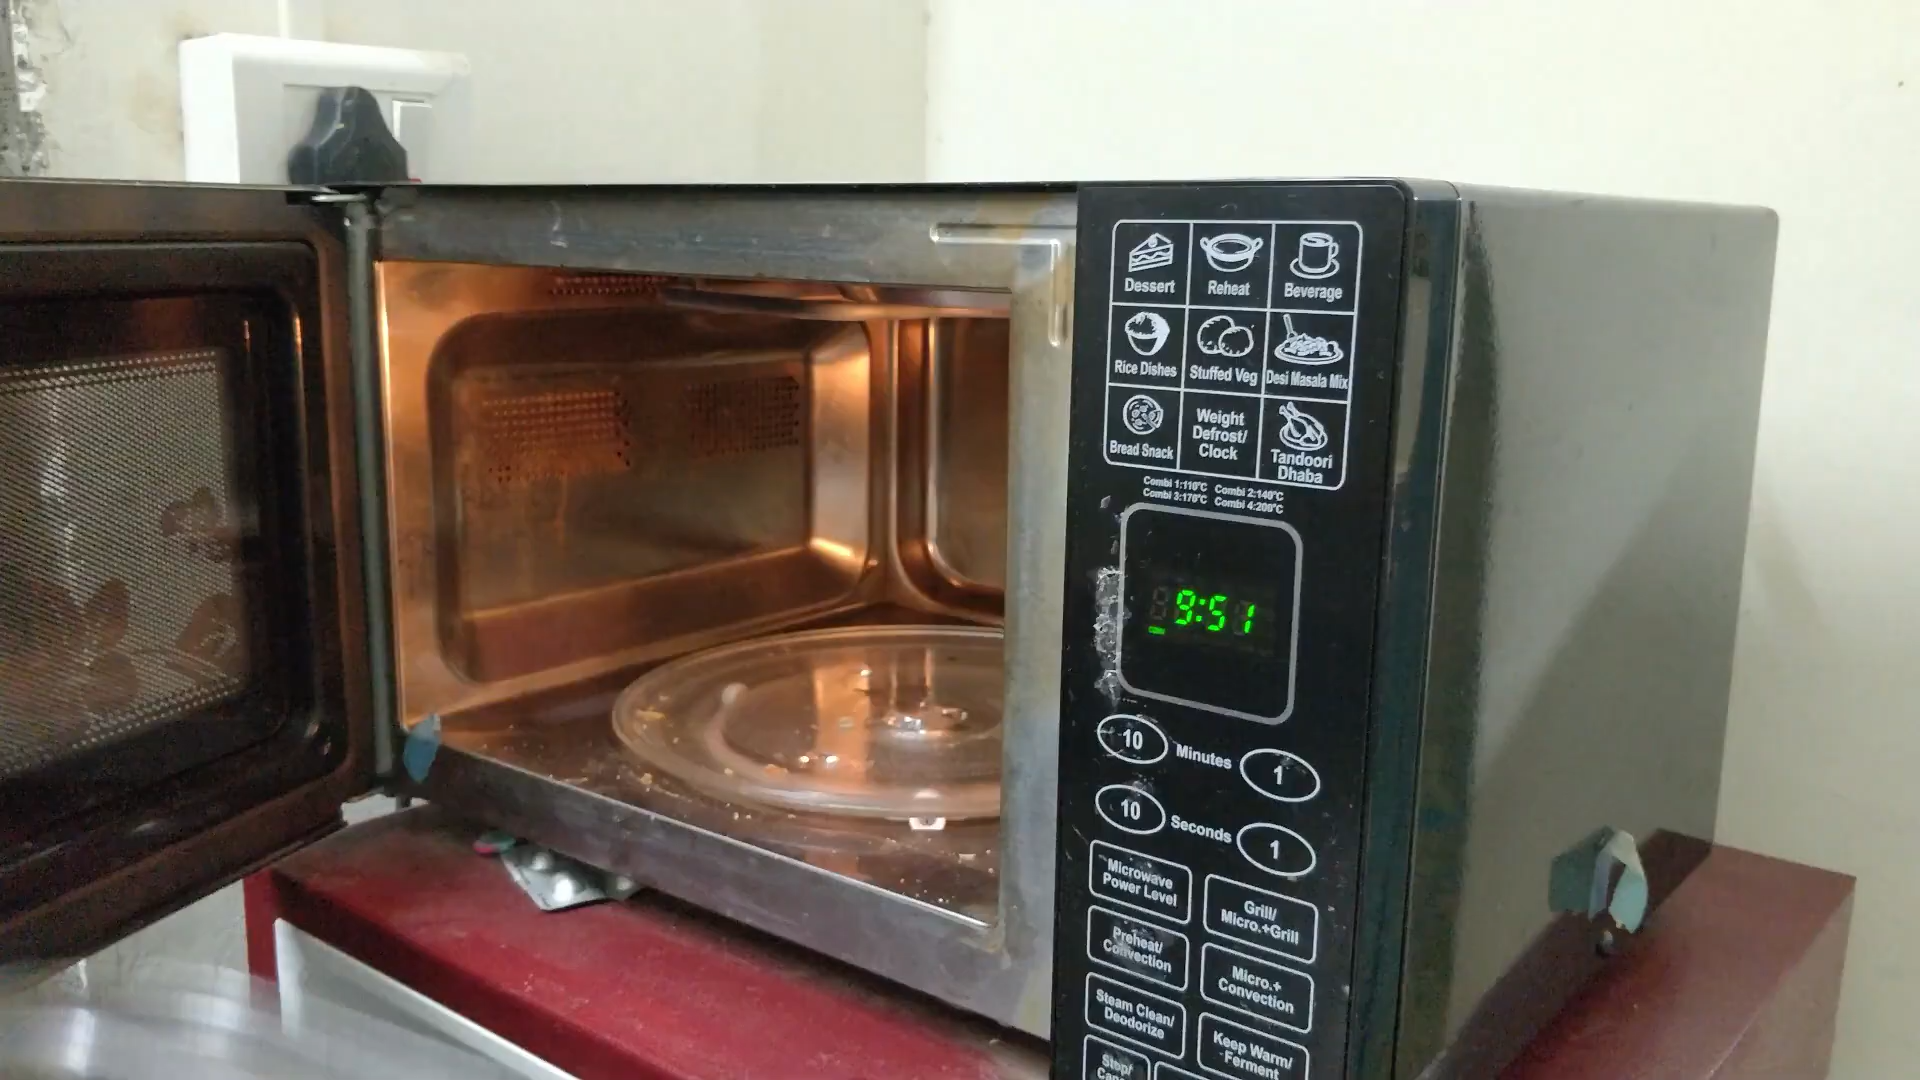 Dessert
Reheat
Beverage
Rice Dishes
Stuffed Veg
Desi Masala Mix
Bread Snack
Weight
Defrost/
Clock
Tandoori
Dhaba
Combi 1:110°C Combi 2:140°C
Combi 3:170°C Combi 4:200°C
9:51
10 Minutes 1
10 Seconds 1
Microwave
Power Level
Grill/
Micro.+Grill
Preheat/
Convection
Micro.+
Convection
Steam Clean/
Deodorize
Keep Warm/
Ferment
Stop/